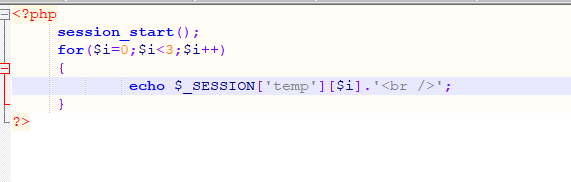 <?php
session_start();
for($i=0;$i<3;$i++)
{
echo $_SESSION['temp'][$i].'<br />';
}
?>